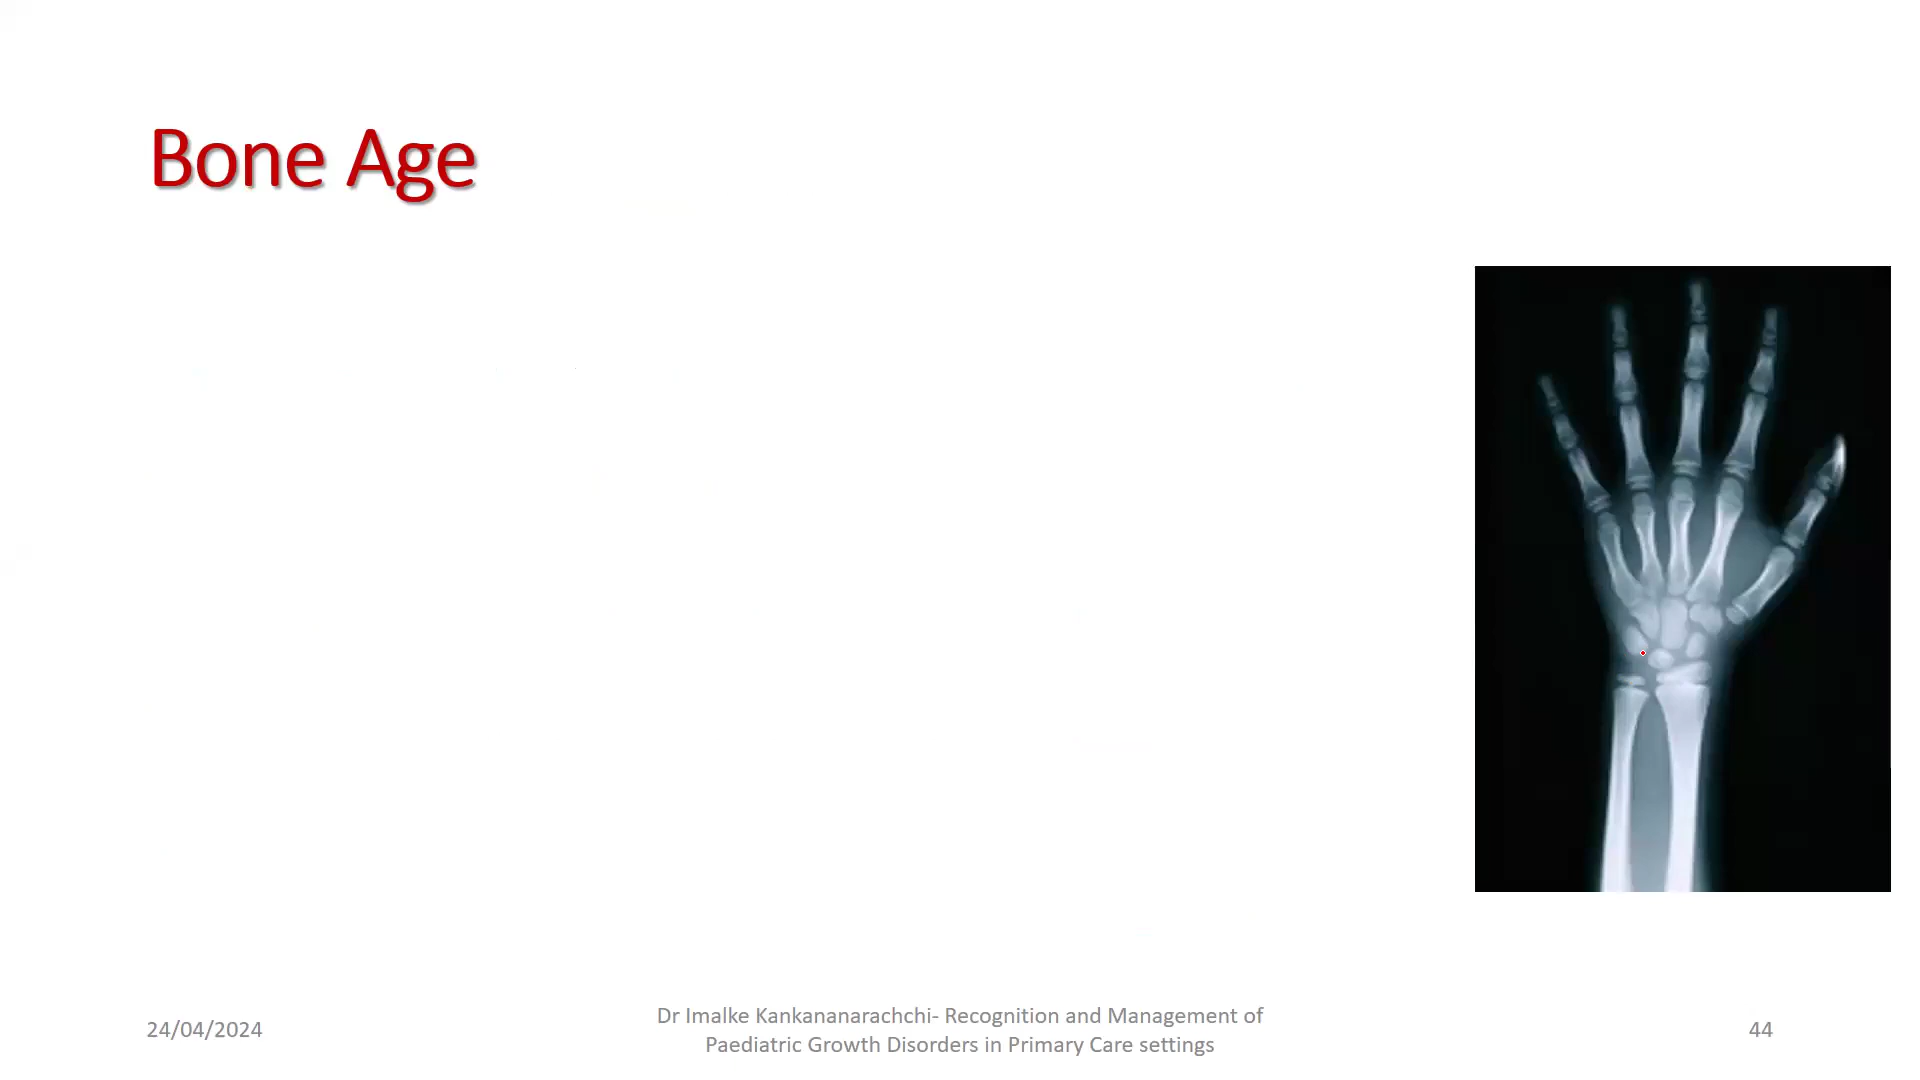 Bone Age
24/04/2024
Dr Imalke Kankananarachchi- Recognition and Management of
Paediatric Growth Disorders in Primary Care settings
44